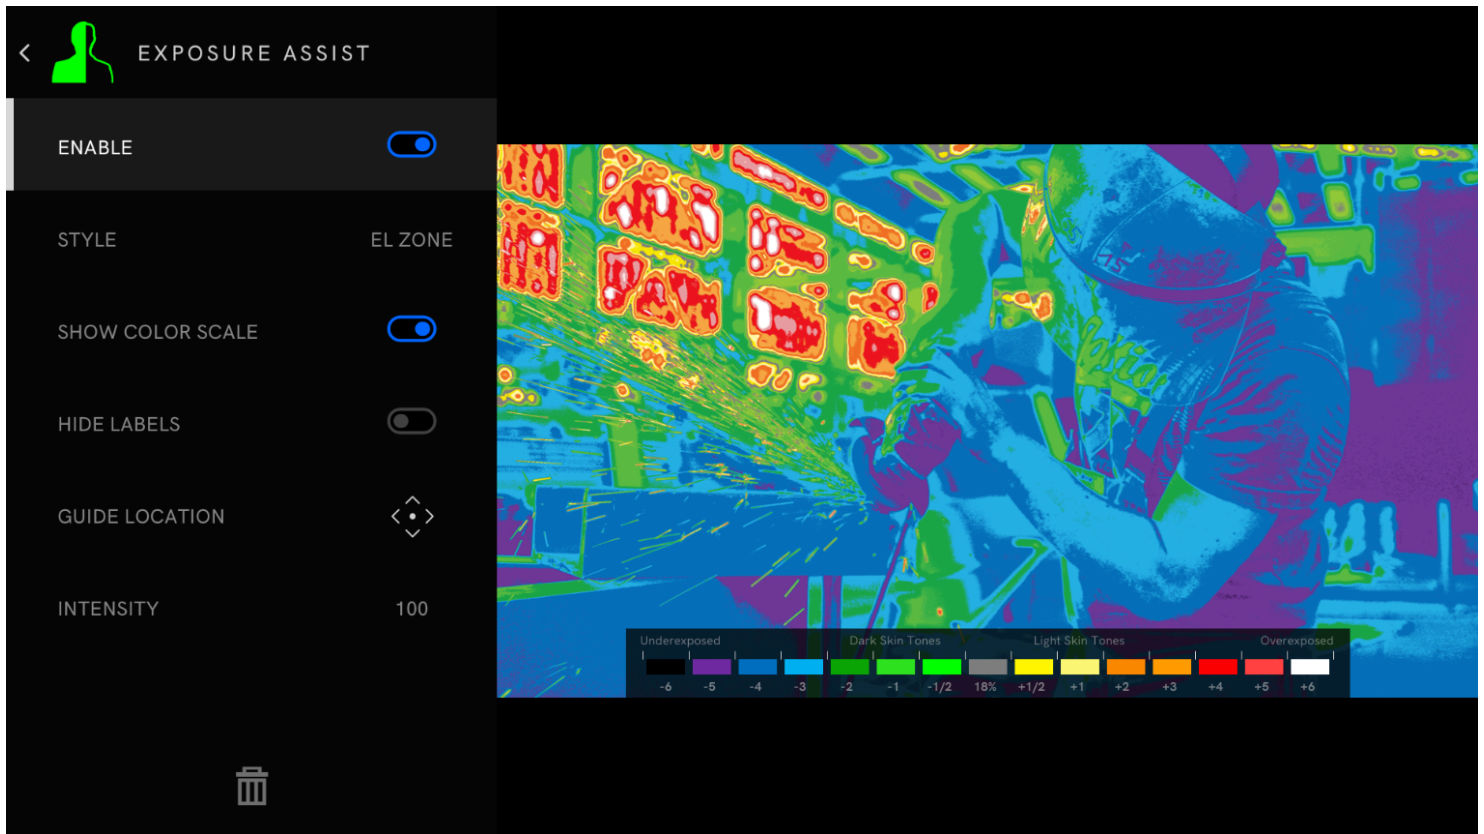 EXPOSURE ASSIST
ENABLE
STYLE EL ZONE
SHOW COLOR SCALE
HIDE LABELS
GUIDE LOCATION
INTENSITY 100
15
Underexposed Dark Skin Tones Light Skin Tones Overexposed
-6 -5 -4 -3 -2 -1 -1/2 18% +1/2 +1 +2 +3 +4 +5 +6